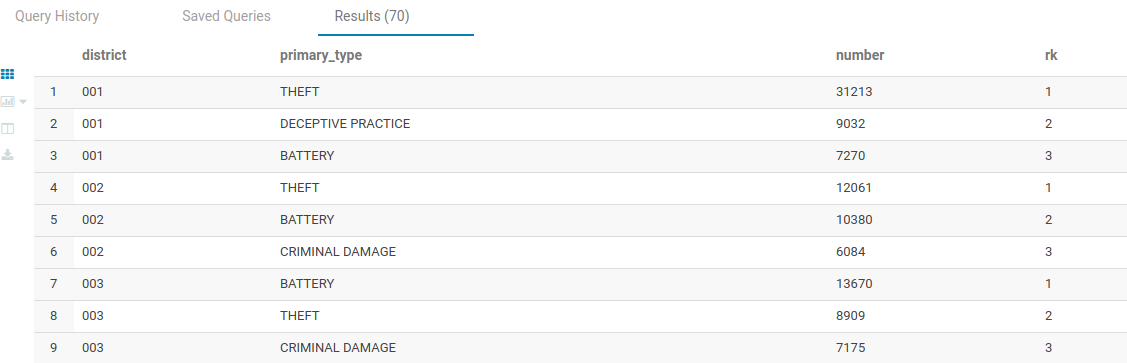 Query History Saved Queries Results (70)
district primary_type number rk
1 001 THEFT 31213 1
2 001 DECEPTIVE PRACTICE 9032 2
3 001 BATTERY 7270 3
4 002 THEFT 12061 1
5 002 BATTERY 10380 2
6 002 CRIMINAL DAMAGE 6084 3
7 003 BATTERY 13670 1
8 003 THEFT 8909 2
9 003 CRIMINAL DAMAGE 7175 3